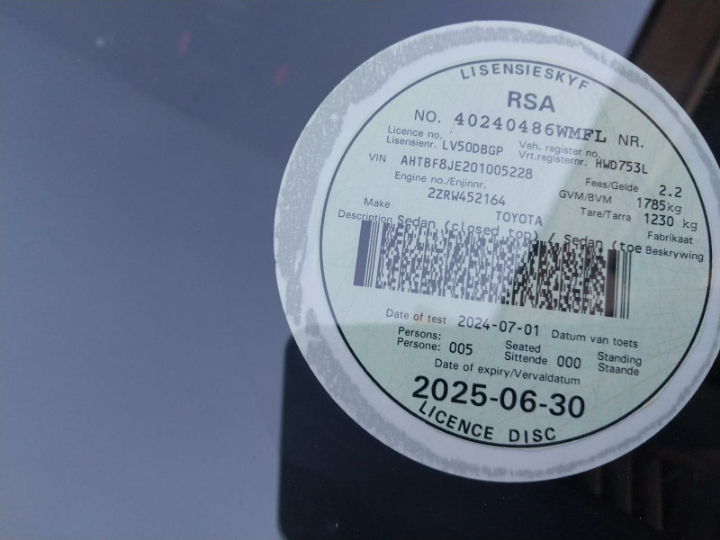 LISENSIESKYF
RSA
NO. 40240486WMFL NR.
Licence no. Veh. register no.
Lisensienr. LV50DBGP Vrt.registernr. HWD753L
VIN AHTBF8JE201005228 Fees/Gelde 2.2
Engine no./Enjinnr. GVM/BVM 1785kg
2ZRW452164 Tare/Tarra 1230 kg
Make TOYOTA Fabrikaat
Description Sedan (closed top) / Sedan (toe Beskrywing
Date of test 2024-07-01 Datum van toets
Persons: Seated Standing
Persone: 005 Sittende 000 Staande
Date of expiry/Vervaldatum
2025-06-30
LICENCE DISC